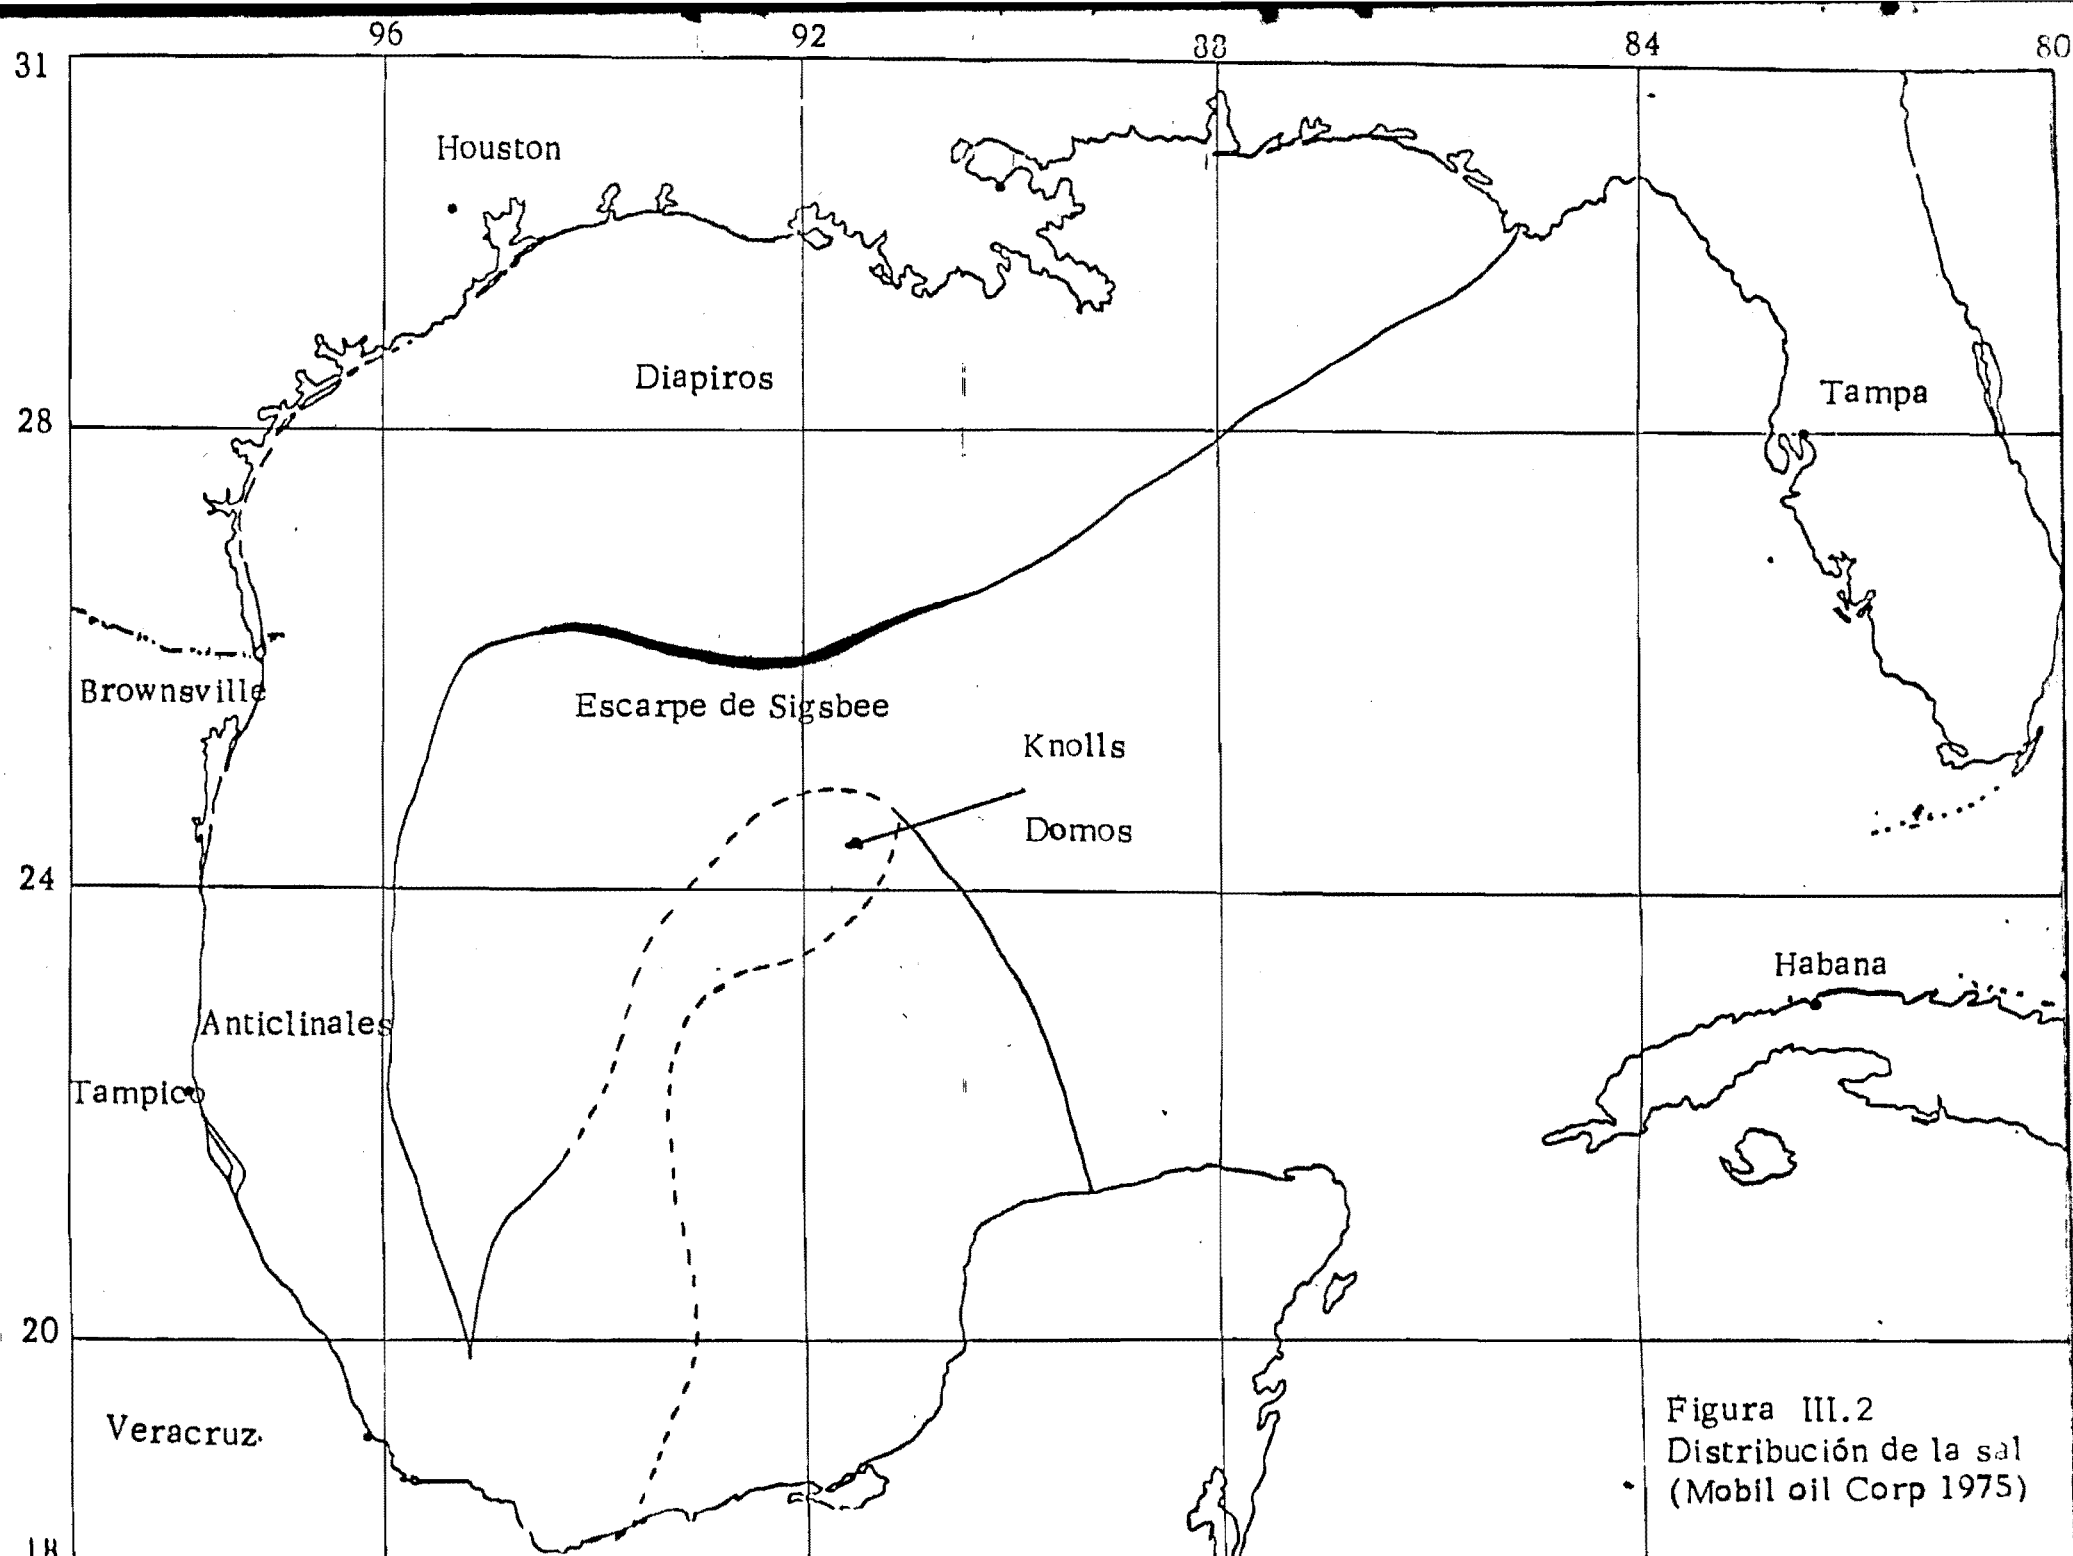 96 92 88 84 80
31
Houston
Diapiros
Tampa
28
Brownsville
Escarpe de Sigsbee
Knolls
Domos
24
Habana
Anticlinales
Tampico
20
Veracruz
Figura III.2
Distribución de la sal
(Mobil oil Corp 1975)
18